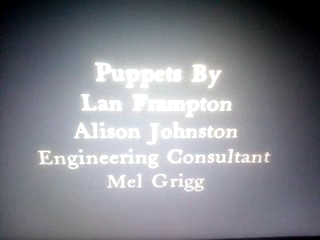 Puppets By
Lan Frampton
Alison Johnston
Engineering Consultant
Mel Grigg